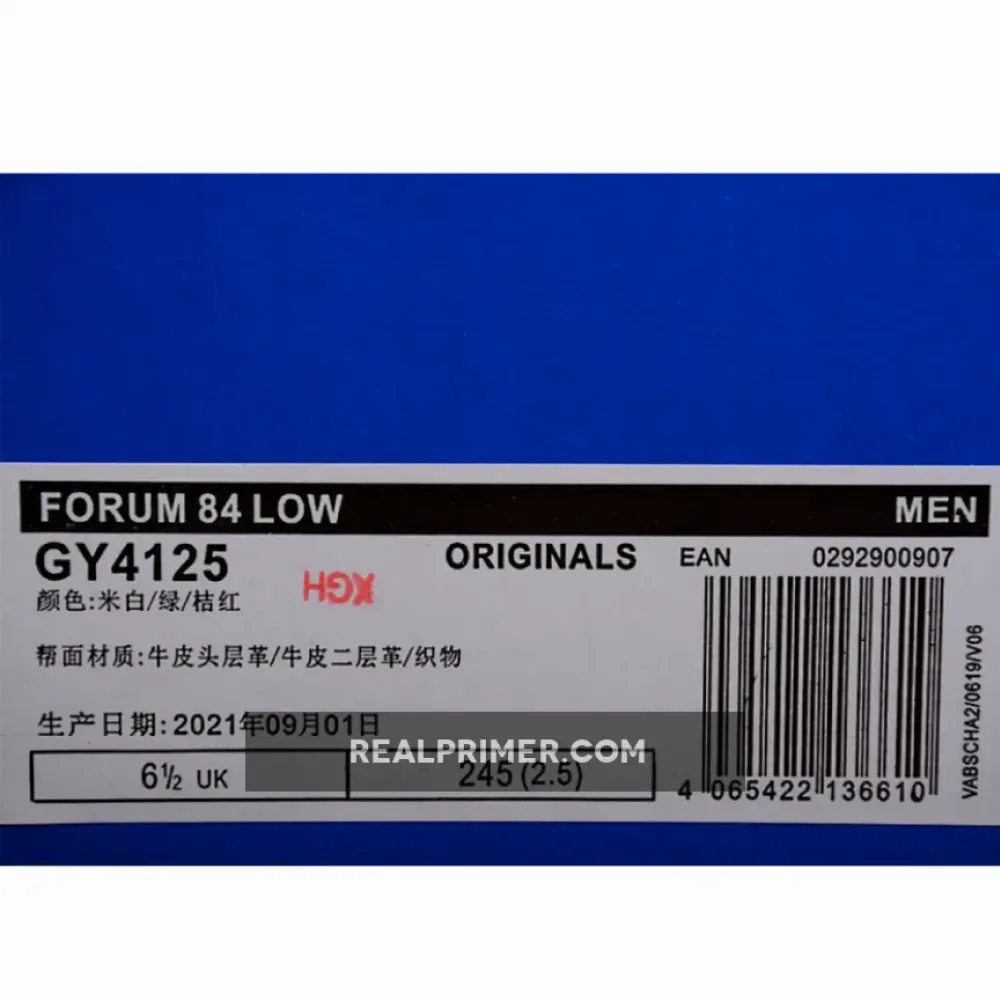 FORUM 84 LOW MEN
GY4125 ORIGINALS EAN 0292900907
颜色:米白/绿/桔红
XGH
帮面材质:牛皮头层革/牛皮二层革/织物
生产日期:2021年09月01日
REALPRIMER.COM
6½ UK 245 (2.5)
4 065422 136610
VABSCHA2/0619/V06